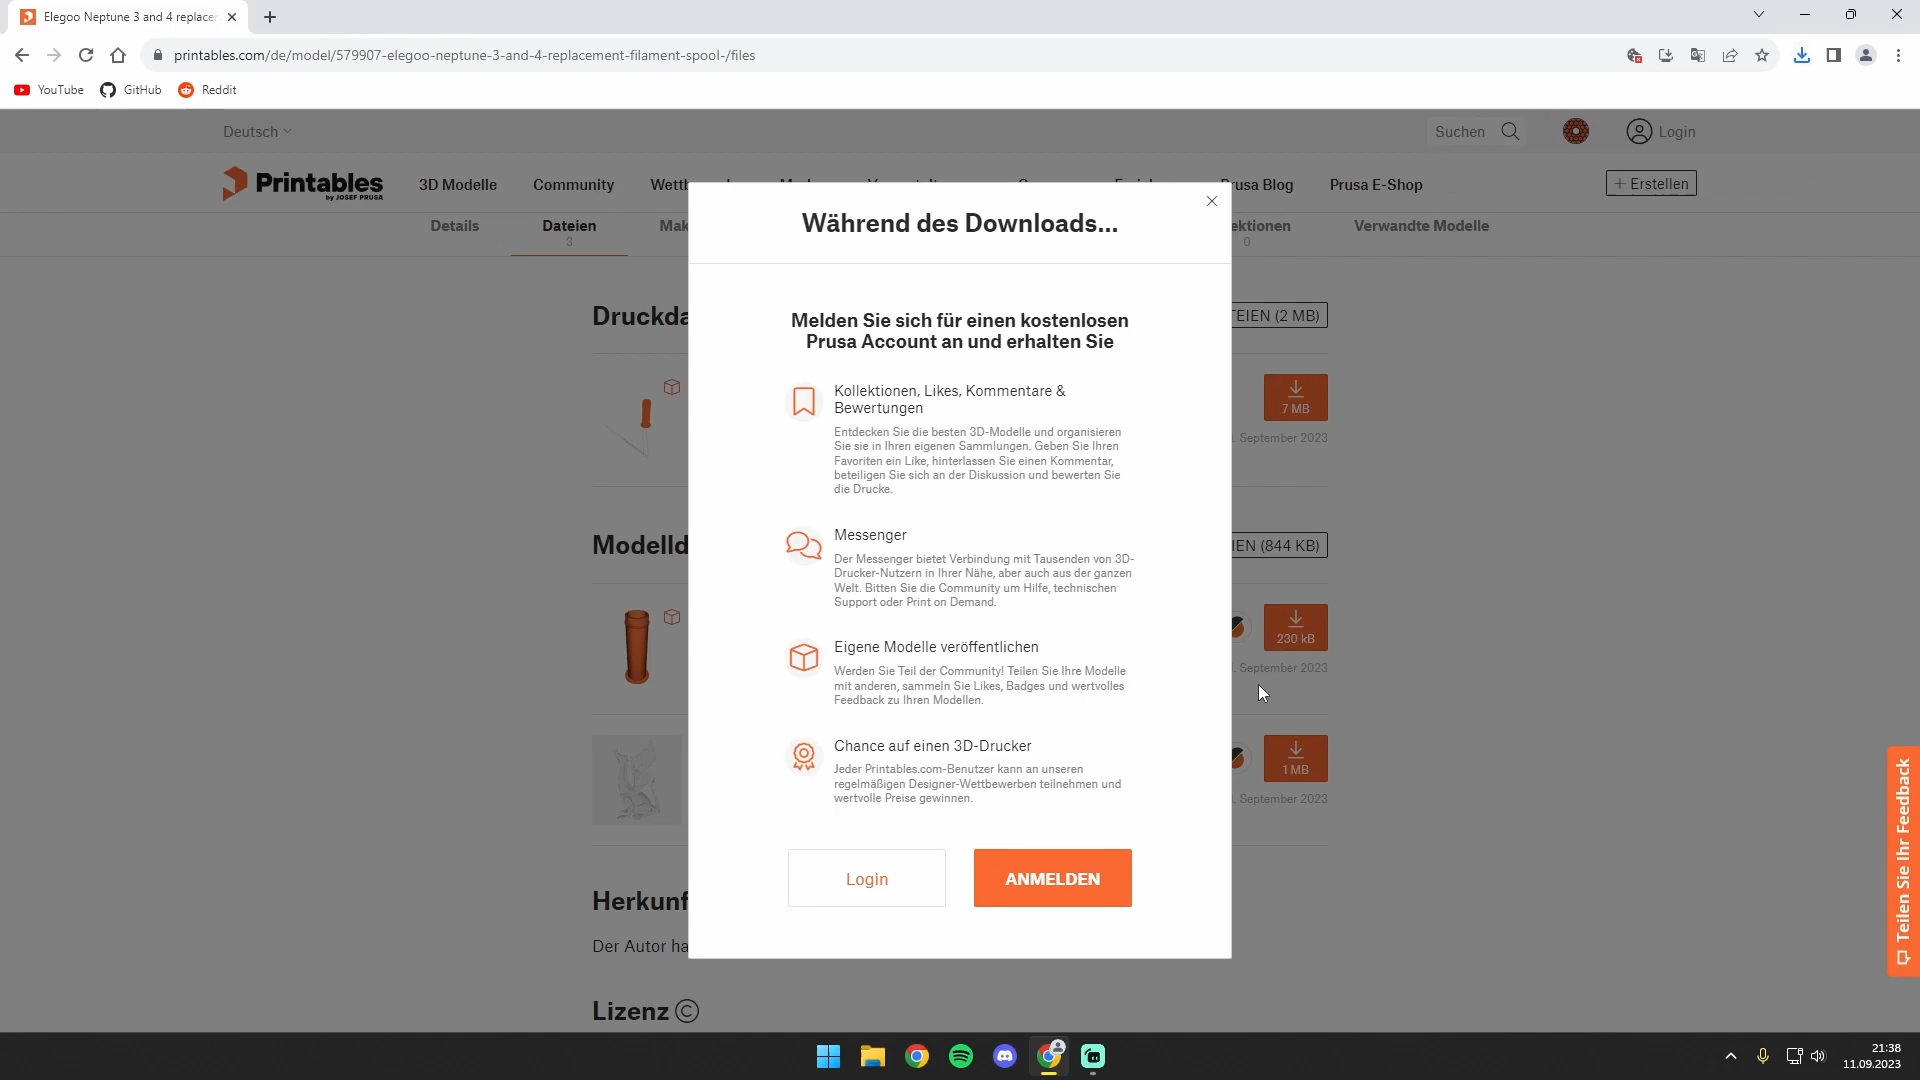 Elegoo Neptune 3 and 4 replacer
printables.com/de/model/579907-elegoo-neptune-3-and-4-replacement-filament-spool-/files
YouTube GitHub Reddit
Deutsch Suchen Login
Printables
by JOSEF PRUSA
3D Modelle Community Prusa Blog Prusa E-Shop + Erstellen
Details Dateien Verwandte Modelle
3 0
Während des Downloads...
Melden Sie sich für einen kostenlosen
Prusa Account an und erhalten Sie
Kollektionen, Likes, Kommentare &
Bewertungen
Entdecken Sie die besten 3D-Modelle und organisieren
Sie sie in Ihren eigenen Sammlungen. Geben Sie Ihren
Favoriten ein Like, hinterlassen Sie einen Kommentar,
beteiligen Sie sich an der Diskussion und bewerten Sie
die Drucke.
Messenger
Der Messenger bietet Verbindung mit Tausenden von 3D-
Drucker-Nutzern in Ihrer Nähe, aber auch aus der ganzen
Welt. Bitten Sie die Community um Hilfe, technischen
Support oder Print on Demand.
Eigene Modelle veröffentlichen
Werden Sie Teil der Community! Teilen Sie Ihre Modelle
mit anderen, sammeln Sie Likes, Badges und wertvolles
Feedback zu Ihren Modellen.
Chance auf einen 3D-Drucker
Jeder Printables.com-Benutzer kann an unseren
regelmäßigen Designer-Wettbewerben teilnehmen und
wertvolle Preise gewinnen.
Login ANMELDEN
Druckda
TEIEN (2 MB)
7 MB
. September 2023
Modelld
IEN (844 KB)
230 kB
. September 2023
1 MB
. September 2023
Herkunf
Der Autor ha
Lizenz ©
Teilen Sie Ihr Feedback
21:38
11.09.2023